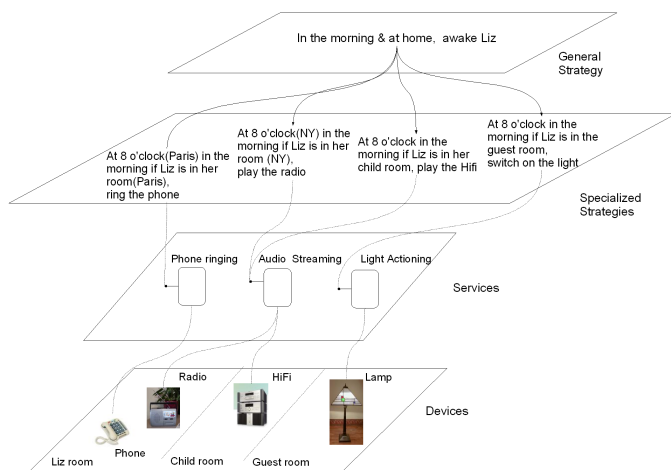 In the morning & at home,  awake Liz
General
Strategy
At 8 o'clock(Paris) in the
morning if Liz is in her
room(Paris),
ring the phone
At 8 o'clock(NY) in the
morning if Liz is in her
room (NY),
play the radio
At 8 o'clock in the
morning if Liz is in her
child room, play the Hifi
At 8 o'clock in the
morning if Liz is in the
guest room,
switch on the light
Specialized
Strategies
Phone ringing
Audio  Streaming
Light Actioning
Services
Radio
HiFi
Lamp
Phone
Devices
Liz room
Child room
Guest room